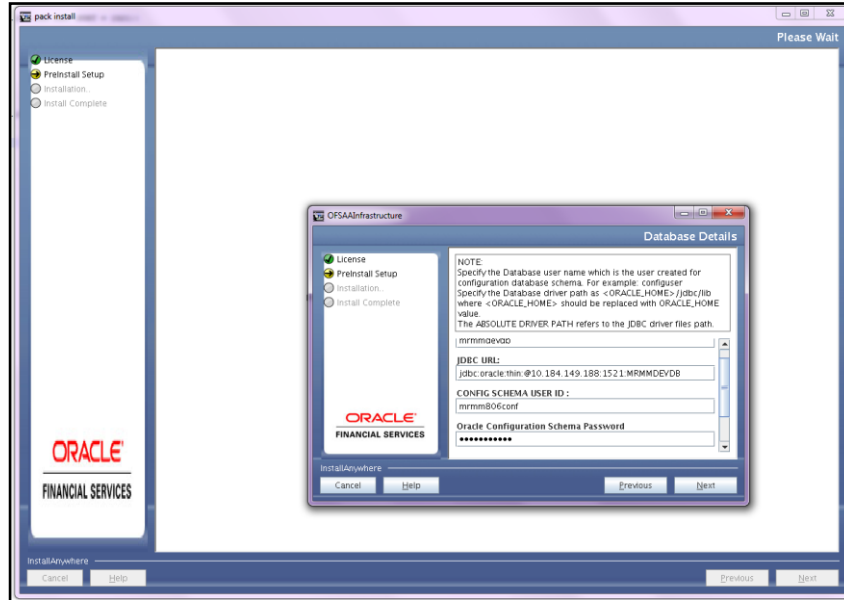 pack install
Please Wait
License
PreInstall Setup
Installation..
Install Complete
OFSAAInfrastructure
Database Details
License
PreInstall Setup
Installation..
Install Complete
NOTE:
Specify the Database user name which is the user created for
configuration database schema. For example: configuser
Specify the Database driver path as <ORACLE_HOME>/jdbc/lib
where <ORACLE_HOME> should be replaced with ORACLE_HOME
value.
The ABSOLUTE DRIVER PATH refers to the JDBC driver files path.
JDBC URL:
jdbc:oracle:thin:@10.184.149.188:1521:MRMMDEVDB
CONFIG SCHEMA USER ID :
mrmm806conf
Oracle Configuration Schema Password
•••••••••••
ORACLE
FINANCIAL SERVICES
InstallAnywhere
Cancel Help Previous Next
ORACLE
FINANCIAL SERVICES
InstallAnywhere
Cancel Help Previous Next